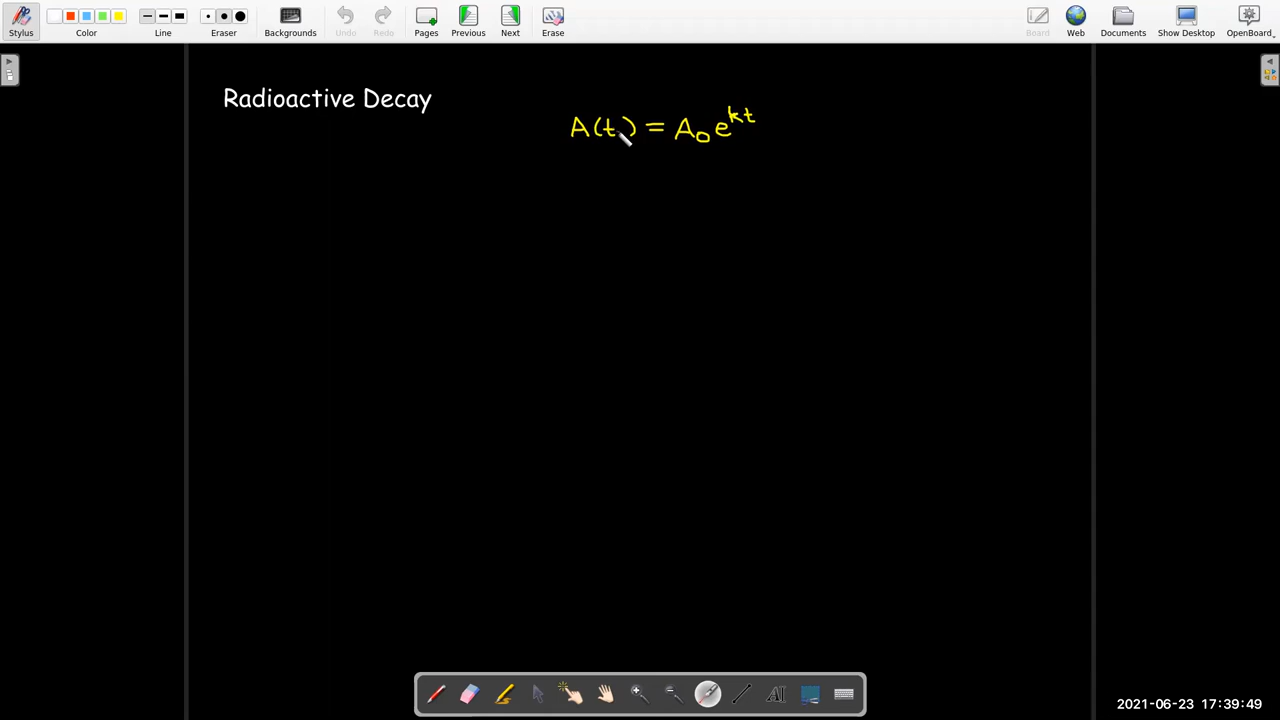 Stylus Color Line Eraser Backgrounds Undo Redo Pages Previous Next Erase Board Web Documents Show Desktop OpenBoard
Radioactive Decay
A(t) = A₀e^{kt}
AI
2021-06-23 17:39:49